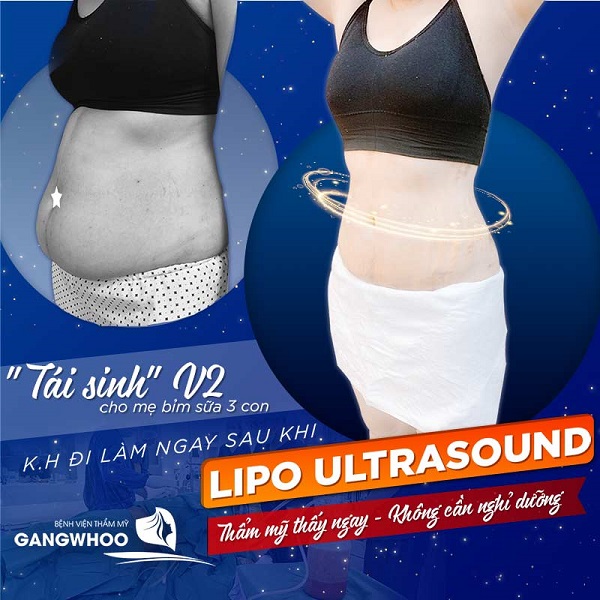 "Tái sinh" V2
cho mẹ bỉm sữa 3 con
K.H ĐI LÀM NGAY SAU KHI
LIPO ULTRASOUND
Thẩm mỹ thấy ngay - Không cần nghỉ dưỡng
BỆNH VIỆN THẨM MỸ
GANGWHOO